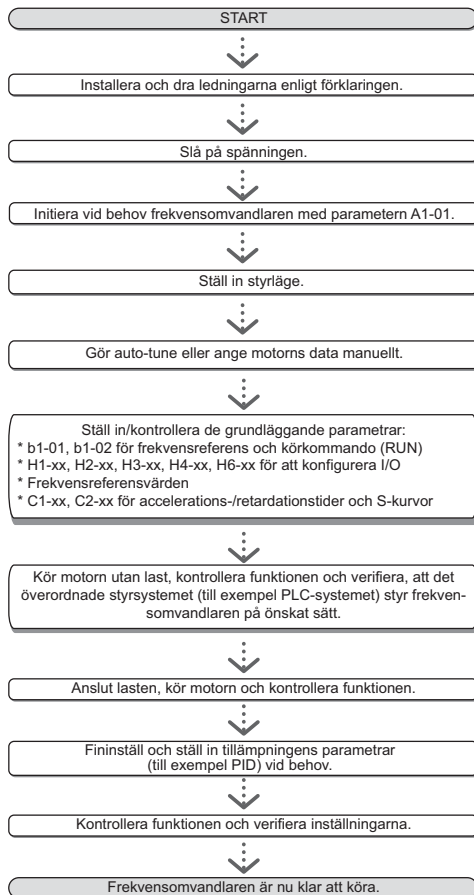 START
Installera och dra ledningarna enligt förklaringen.
Slå på spänningen.
Initiera vid behov frekvensomvandlaren med parametern A1-01.
Ställ in styrläge.
Gör auto-tune eller ange motorns data manuellt.
Ställ in/kontrollera de grundläggande parametrar:
* b1-01, b1-02 för frekvensreferens och körkommando (RUN)
* H1-xx, H2-xx, H3-xx, H4-xx, H6-xx för att konfigurera I/O
* Frekvensreferensvärden
* C1-xx, C2-xx för accelerations-/retardationstider och S-kurvor
Kör motorn utan last, kontrollera funktionen och verifiera, att det
överordnade styrsystemet (till exempel PLC-systemet) styr frekven-
somvandlaren på önskat sätt.
Anslut lasten, kör motorn och kontrollera funktionen.
Fininställ och ställ in tillämpningens parametrar
(till exempel PID) vid behov.
Kontrollera funktionen och verifiera inställningarna.
Frekvensomvandlaren är nu klar att köra.